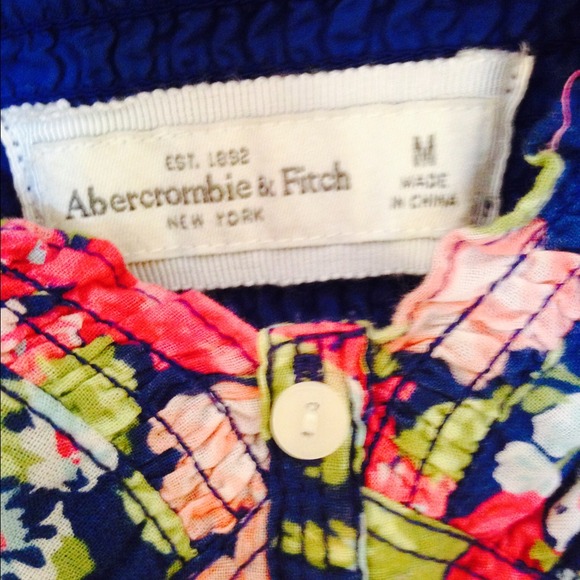 EST. 1892
Abercrombie & Fitch
NEW YORK
M
MADE
IN CHINA